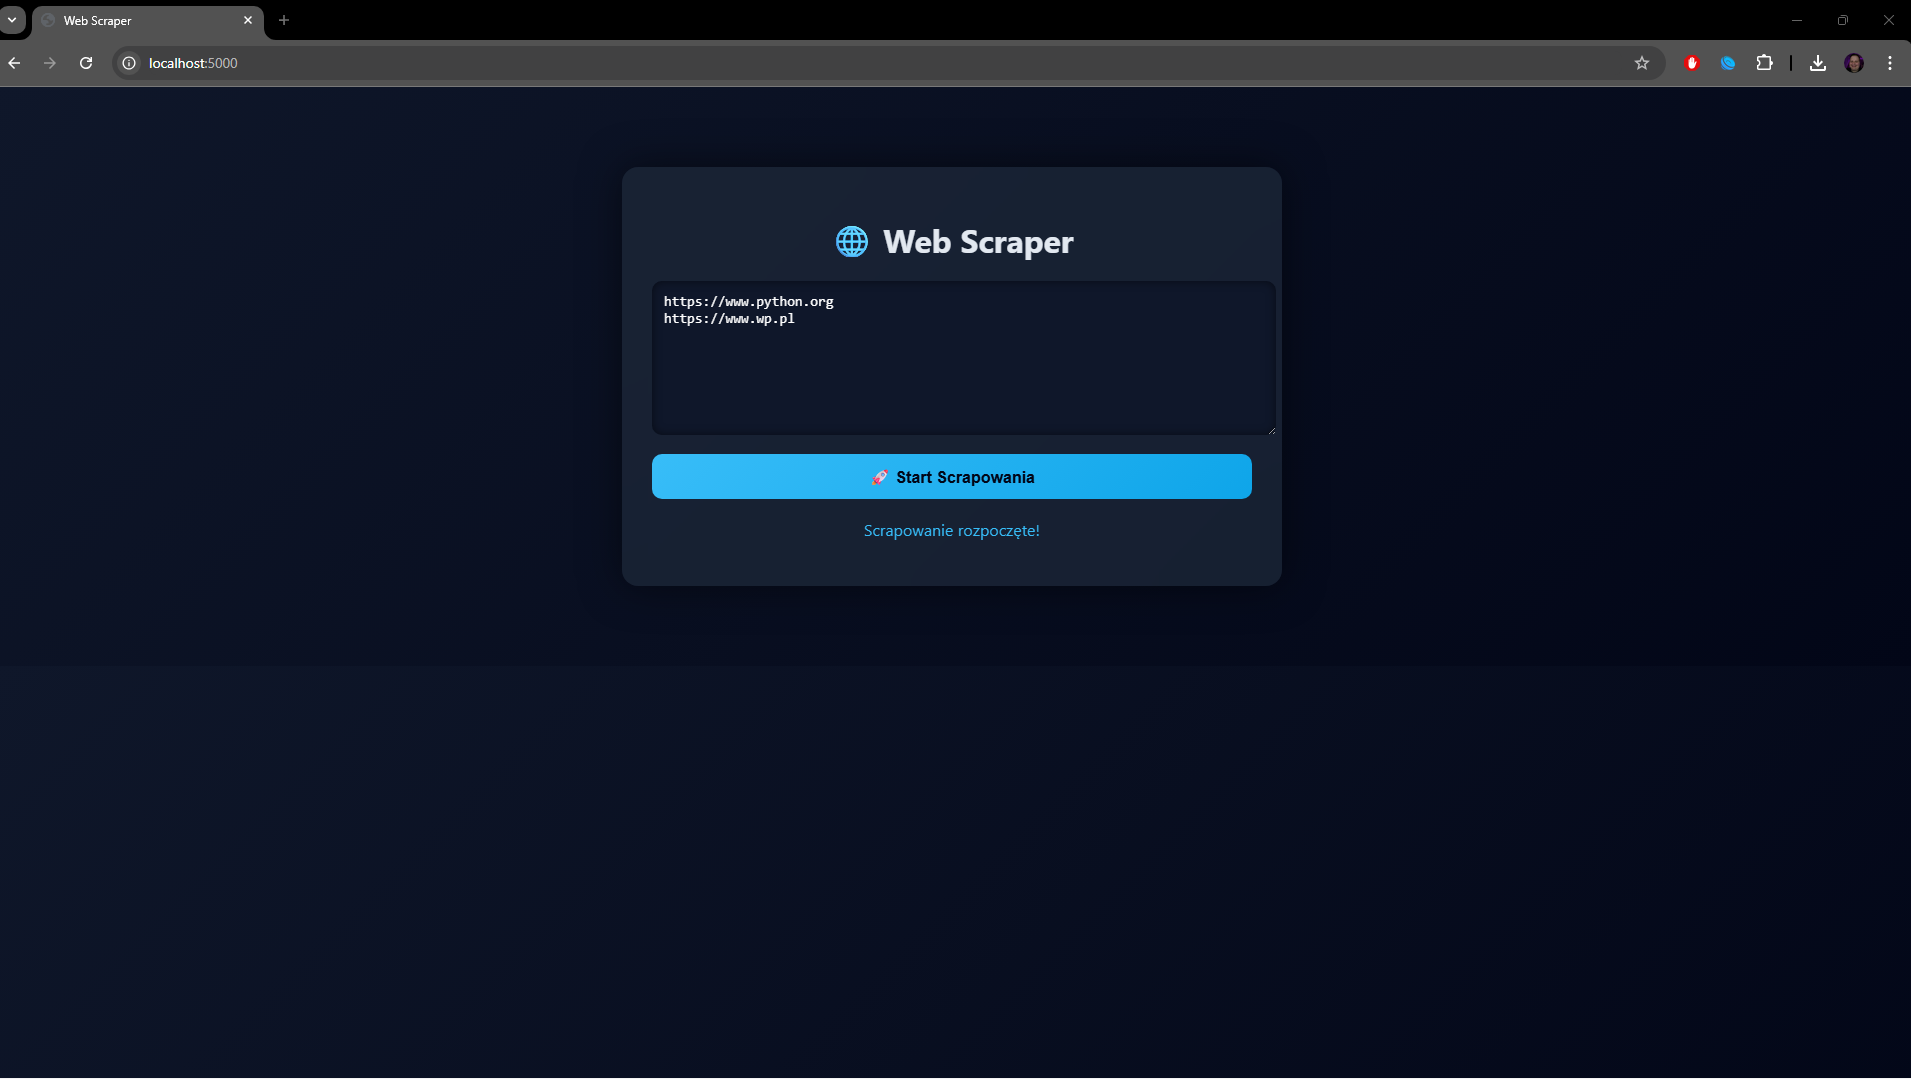 Web Scraper
localhost:5000
Web Scraper
https://www.python.org
https://www.wp.pl
Start Scrapowania
Scrapowanie rozpoczęte!